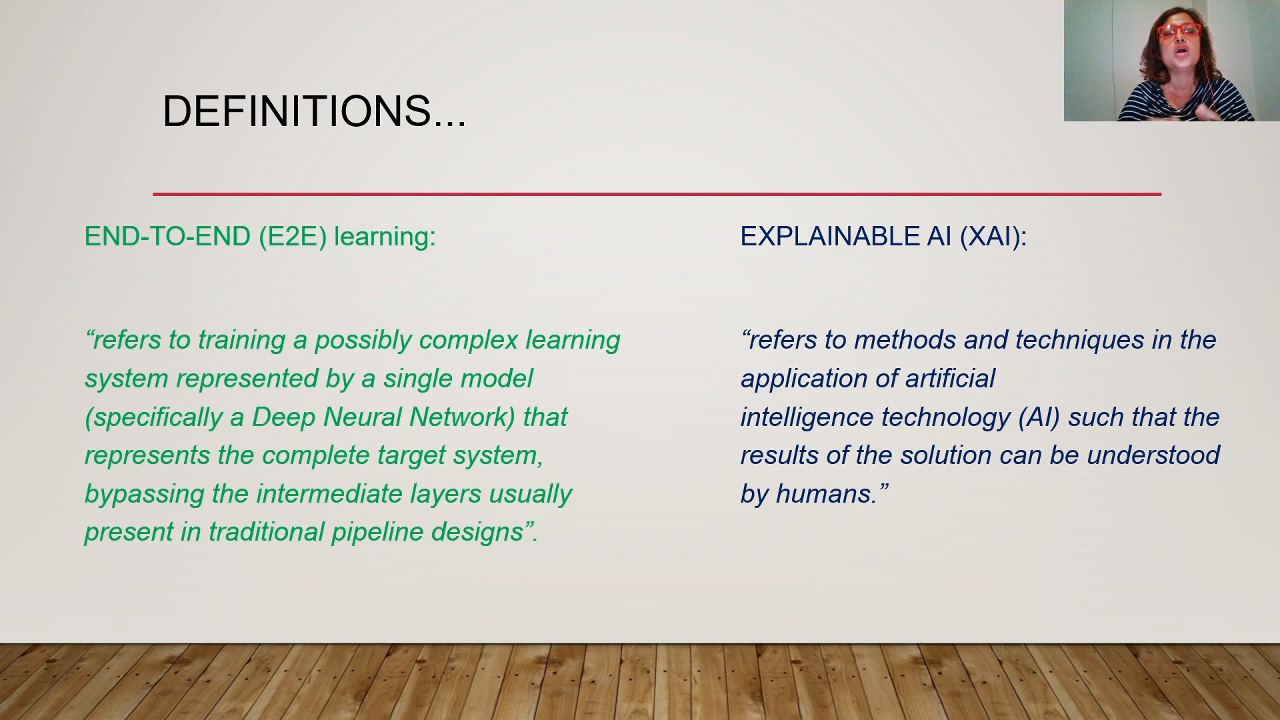 DEFINITIONS...
END-TO-END (E2E) learning:
“refers to training a possibly complex learning
system represented by a single model
(specifically a Deep Neural Network) that
represents the complete target system,
bypassing the intermediate layers usually
present in traditional pipeline designs”.
EXPLAINABLE AI (XAI):
“refers to methods and techniques in the
application of artificial
intelligence technology (AI) such that the
results of the solution can be understood
by humans.”